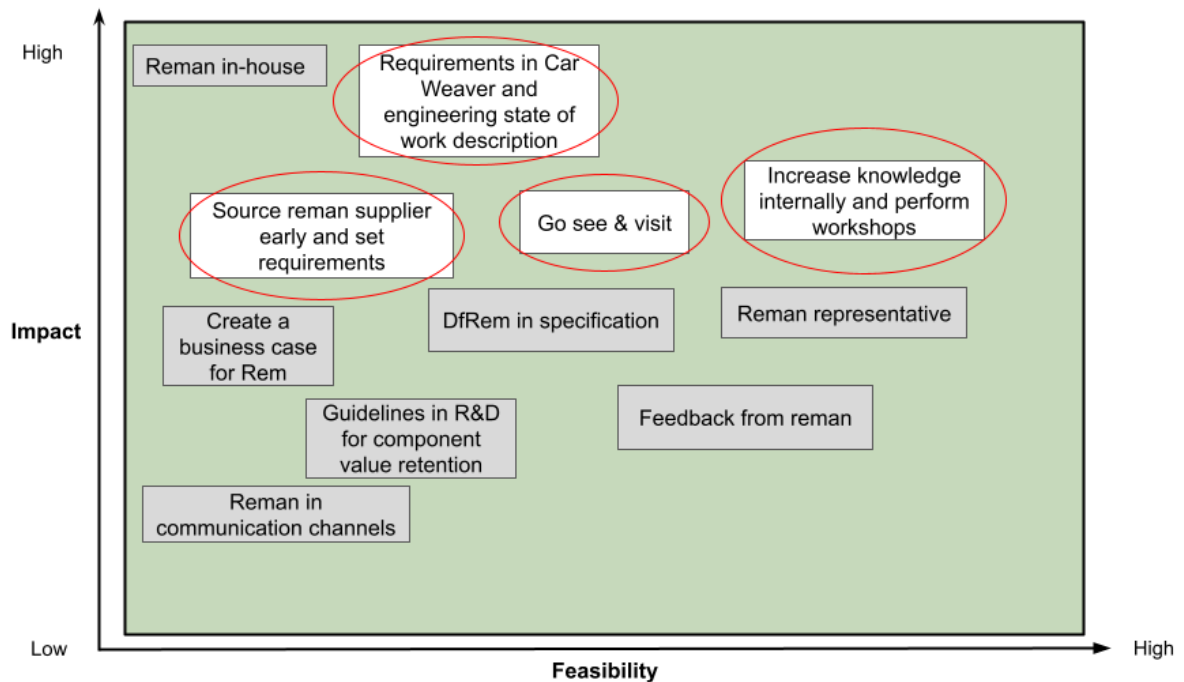 High
Reman in-house
Requirements in Car
Weaver and
engineering state of
work description
Increase knowledge
internally and perform
workshops
Source reman supplier
early and set
requirements
Go see & visit
Impact
Create a
business case
for Rem
DfRem in specification
Reman representative
Guidelines in R&D
for component
value retention
Feedback from reman
Reman in
communication channels
Low
Feasibility
High